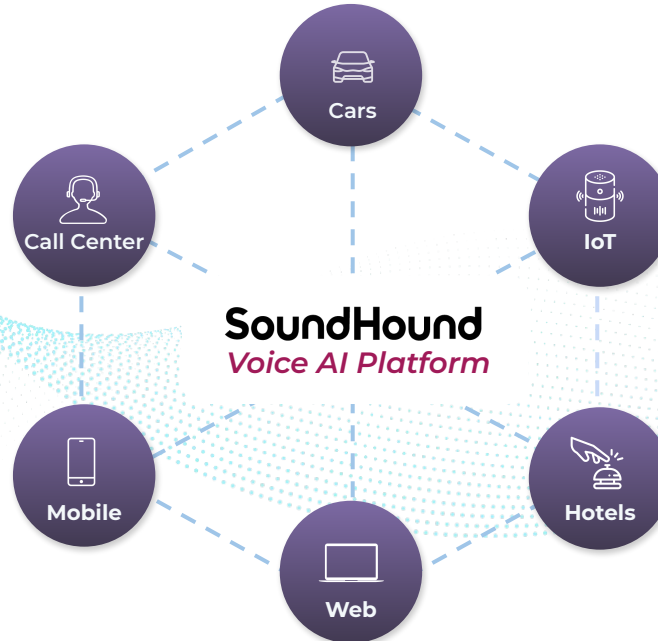 Cars
Call Center
IoT
SoundHound
Voice AI Platform
Mobile
Hotels
Web